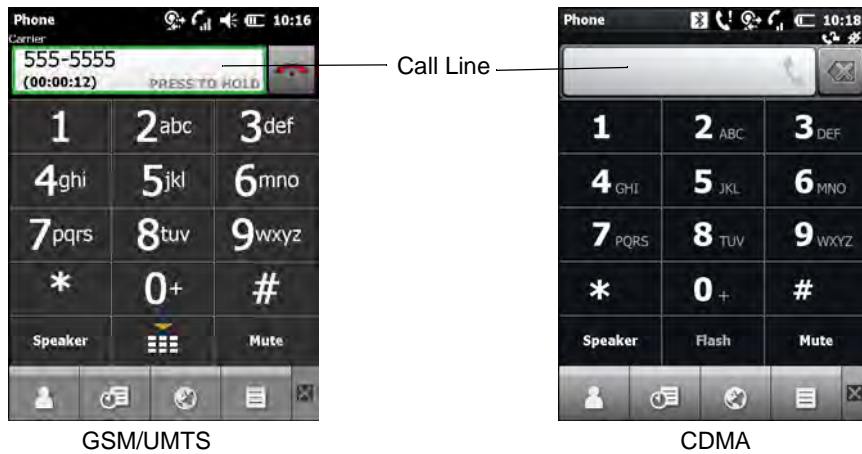 Phone 10:16
Carrier
555-5555
(00:00:12) PRESS TO HOLD
1 2abc 3def
4ghi 5jkl 6mno
7pqrs 8tuv 9wxyz
* 0+ #
Speaker Mute
GSM/UMTS
Call Line
Phone 10:18
1 2 ABC 3 DEF
4 GHI 5 JKL 6 MNO
7 PQRS 8 TUV 9 WXYZ
* 0 + #
Speaker Flash Mute
CDMA